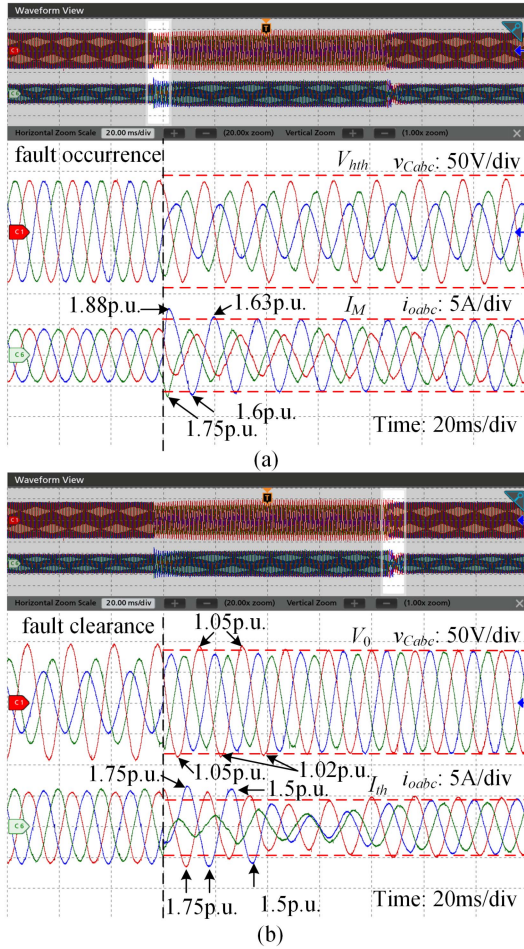 Waveform View
T
C1
C6
Horizontal Zoom Scale 20.00 ms/div + − (20.00x zoom) Vertical Zoom + − (1.00x zoom) ×
fault occurrence V_hth v_Cabc: 50V/div
C 1
1.88p.u. 1.63p.u. I_M i_oabc: 5A/div
C 6
1.75p.u. 1.6p.u. Time: 20ms/div
(a)
Waveform View
T
C1
C6
Horizontal Zoom Scale 20.00 ms/div + − (20.00x zoom) Vertical Zoom + − (1.00x zoom) ×
fault clearance 1.05p.u. V_0 v_Cabc: 50V/div
C 1
1.75p.u. 1.05p.u. 1.02p.u.
1.5p.u. I_th i_oabc: 5A/div
C 6
1.75p.u. 1.5p.u. Time: 20ms/div
(b)